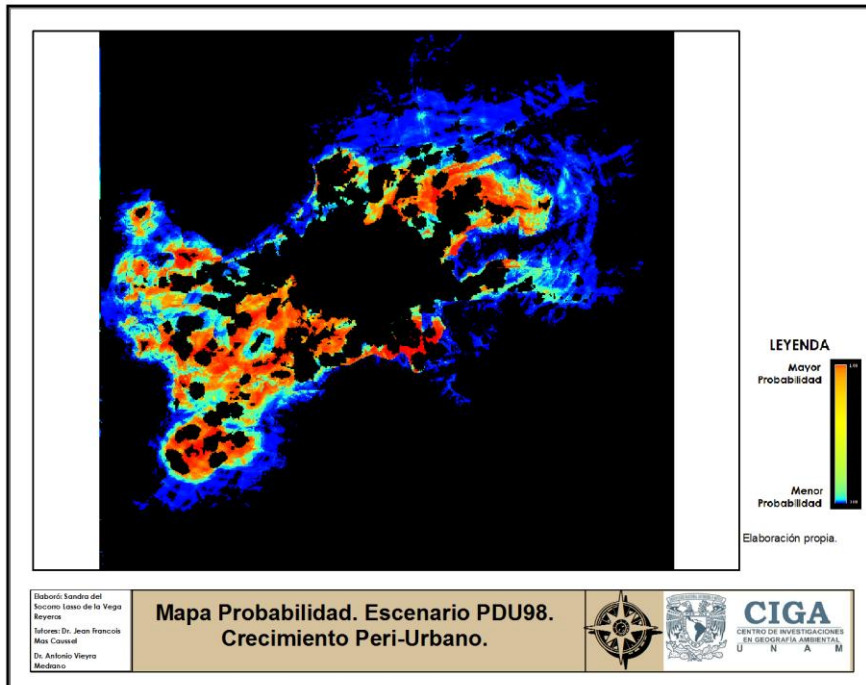 LEYENDA
Mayor
Probabilidad
Menor
Probabilidad
Elaboración propia.
Elaboró: Sandra del
Socorro Lasso de la Vega
Reyeros
Tutores: Dr. Jean Francois
Mas Caussel
Dr. Antonio Vieyra
Medrano
Mapa Probabilidad. Escenario PDU98.
Crecimiento Peri-Urbano.
CIGA
CENTRO DE INVESTIGACIONES
EN GEOGRAFÍA AMBIENTAL
U N A M